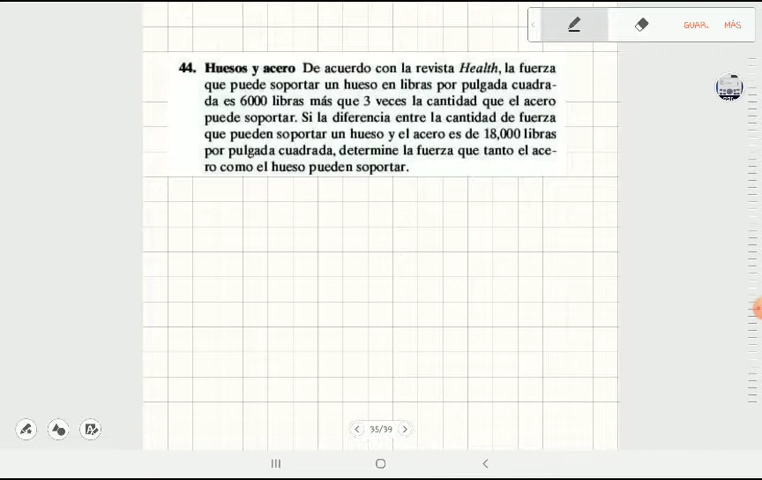 GUAR. MÁS
44. Huesos y acero De acuerdo con la revista Health, la fuerza
que puede soportar un hueso en libras por pulgada cuadra-
da es 6000 libras más que 3 veces la cantidad que el acero
puede soportar. Si la diferencia entre la cantidad de fuerza
que pueden soportar un hueso y el acero es de 18,000 libras
por pulgada cuadrada, determine la fuerza que tanto el ace-
ro como el hueso pueden soportar.
35/39